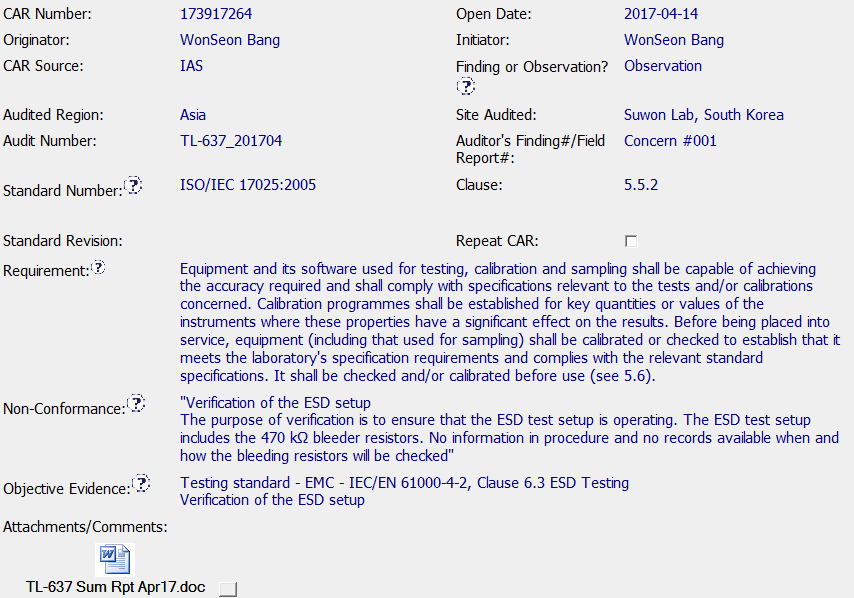 CAR Number: 173917264 Open Date: 2017-04-14
Originator: WonSeon Bang Initiator: WonSeon Bang
CAR Source: IAS Finding or Observation? Observation
?
Audited Region: Asia Site Audited: Suwon Lab, South Korea
Audit Number: TL-637_201704 Auditor's Finding#/Field Concern #001
Report#:
Standard Number: ? ISO/IEC 17025:2005 Clause: 5.5.2
Standard Revision: Repeat CAR:
Requirement: ? Equipment and its software used for testing, calibration and sampling shall be capable of achieving
the accuracy required and shall comply with specifications relevant to the tests and/or calibrations
concerned. Calibration programmes shall be established for key quantities or values of the
instruments where these properties have a significant effect on the results. Before being placed into
service, equipment (including that used for sampling) shall be calibrated or checked to establish that it
meets the laboratory's specification requirements and complies with the relevant standard
specifications. It shall be checked and/or calibrated before use (see 5.6).
Non-Conformance: ? "Verification of the ESD setup
The purpose of verification is to ensure that the ESD test setup is operating. The ESD test setup
includes the 470 kΩ bleeder resistors. No information in procedure and no records available when and
how the bleeding resistors will be checked"
Objective Evidence: ? Testing standard - EMC - IEC/EN 61000-4-2, Clause 6.3 ESD Testing
Verification of the ESD setup
Attachments/Comments:
W
TL-637 Sum Rpt Apr17.doc